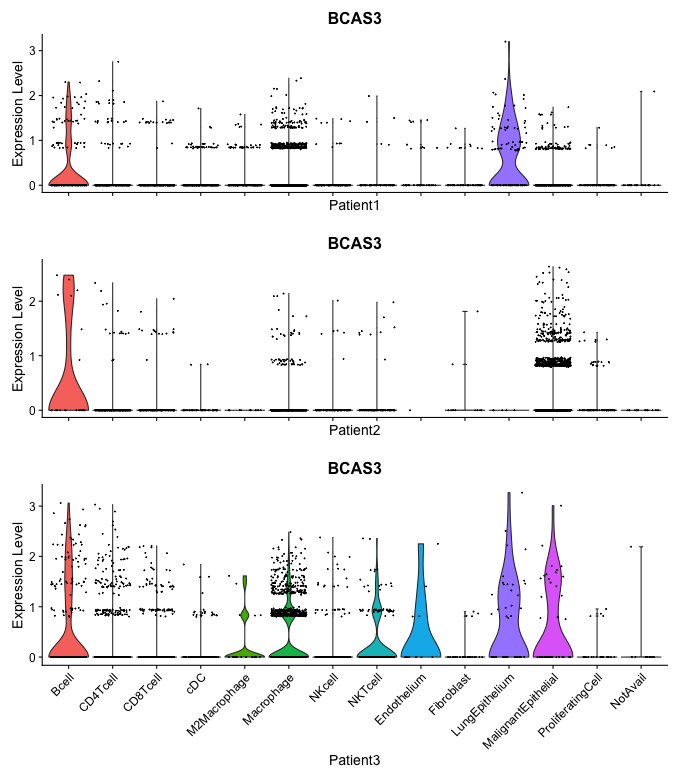 BCAS3
Expression Level
3
2
1
0
Patient1
BCAS3
Expression Level
2
1
0
Patient2
BCAS3
Expression Level
3
2
1
0
Bcell
CD4Tcell
CD8Tcell
cDC
M2Macrophage
Macrophage
NKcell
NKTcell
Endothelium
Fibroblast
LungEpithelium
MalignantEpithelial
ProliferatingCell
NotAvail
Patient3